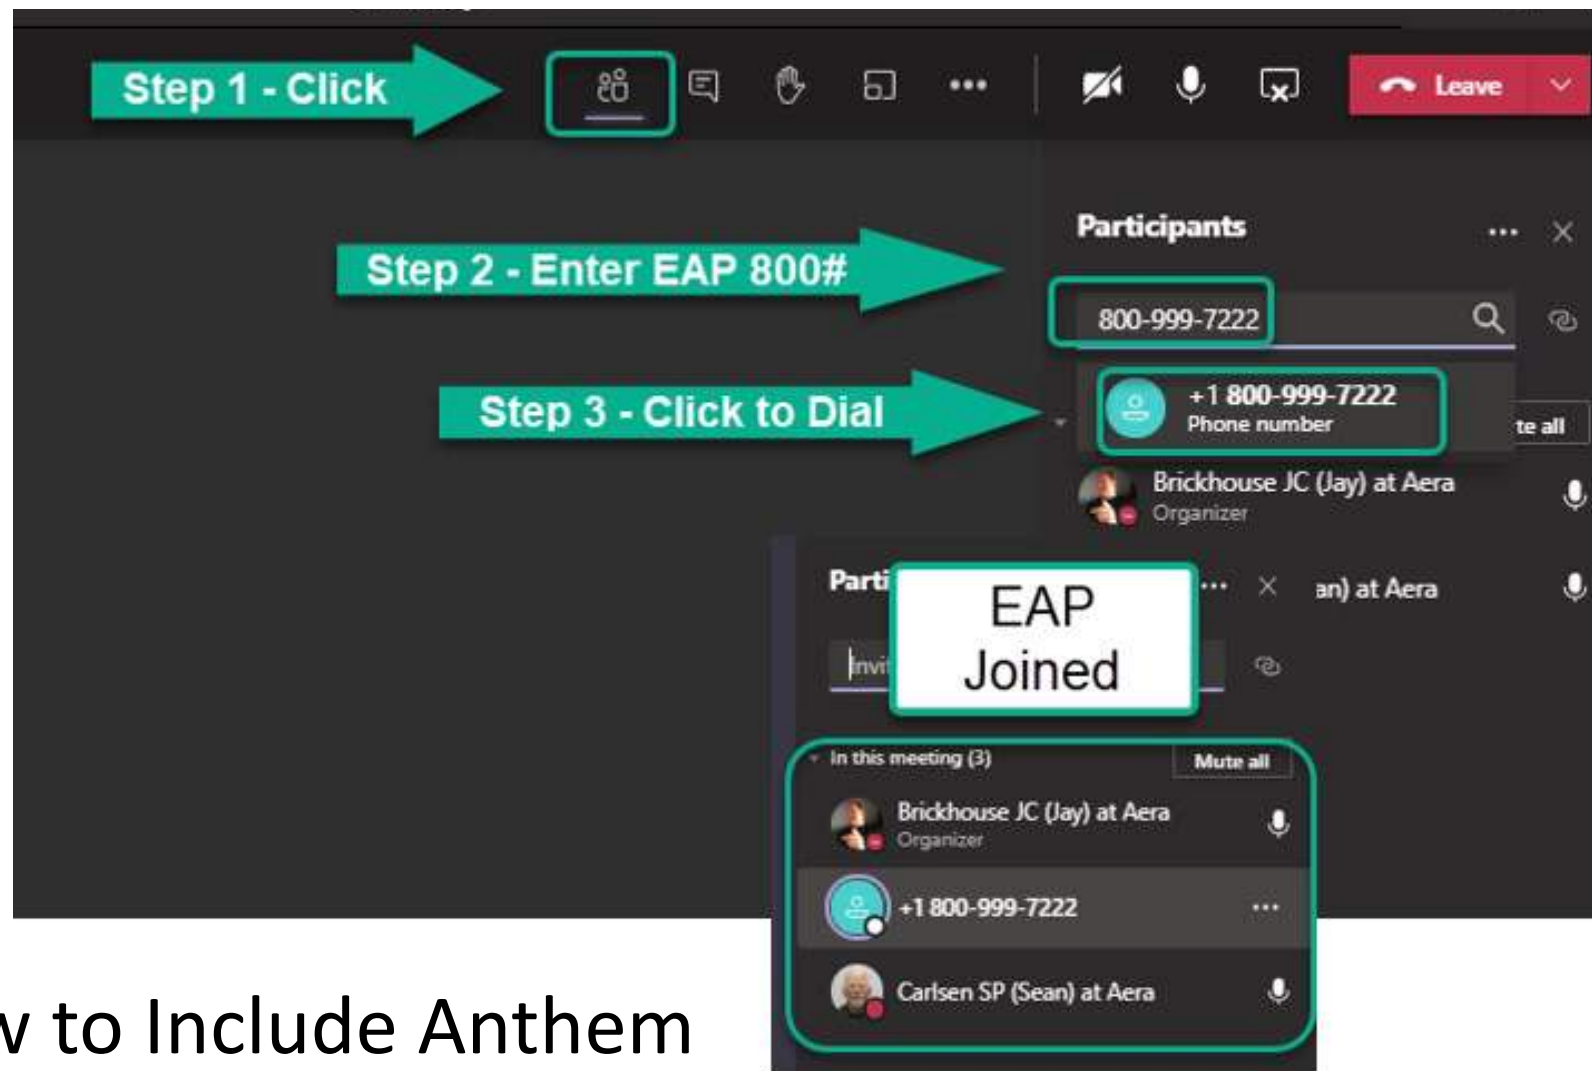 Step 1 - Click
Leave
Participants
Step 2 - Enter EAP 800#
800-999-7222
Step 3 - Click to Dial
+1 800-999-7222
Phone number
te all
Brickhouse JC (Jay) at Aera
Organizer
an) at Aera
Parti
EAP
Joined
Invi
In this meeting (3)
Mute all
Brickhouse JC (Jay) at Aera
Organizer
+1 800-999-7222
Carlsen SP (Sean) at Aera
w to Include Anthem